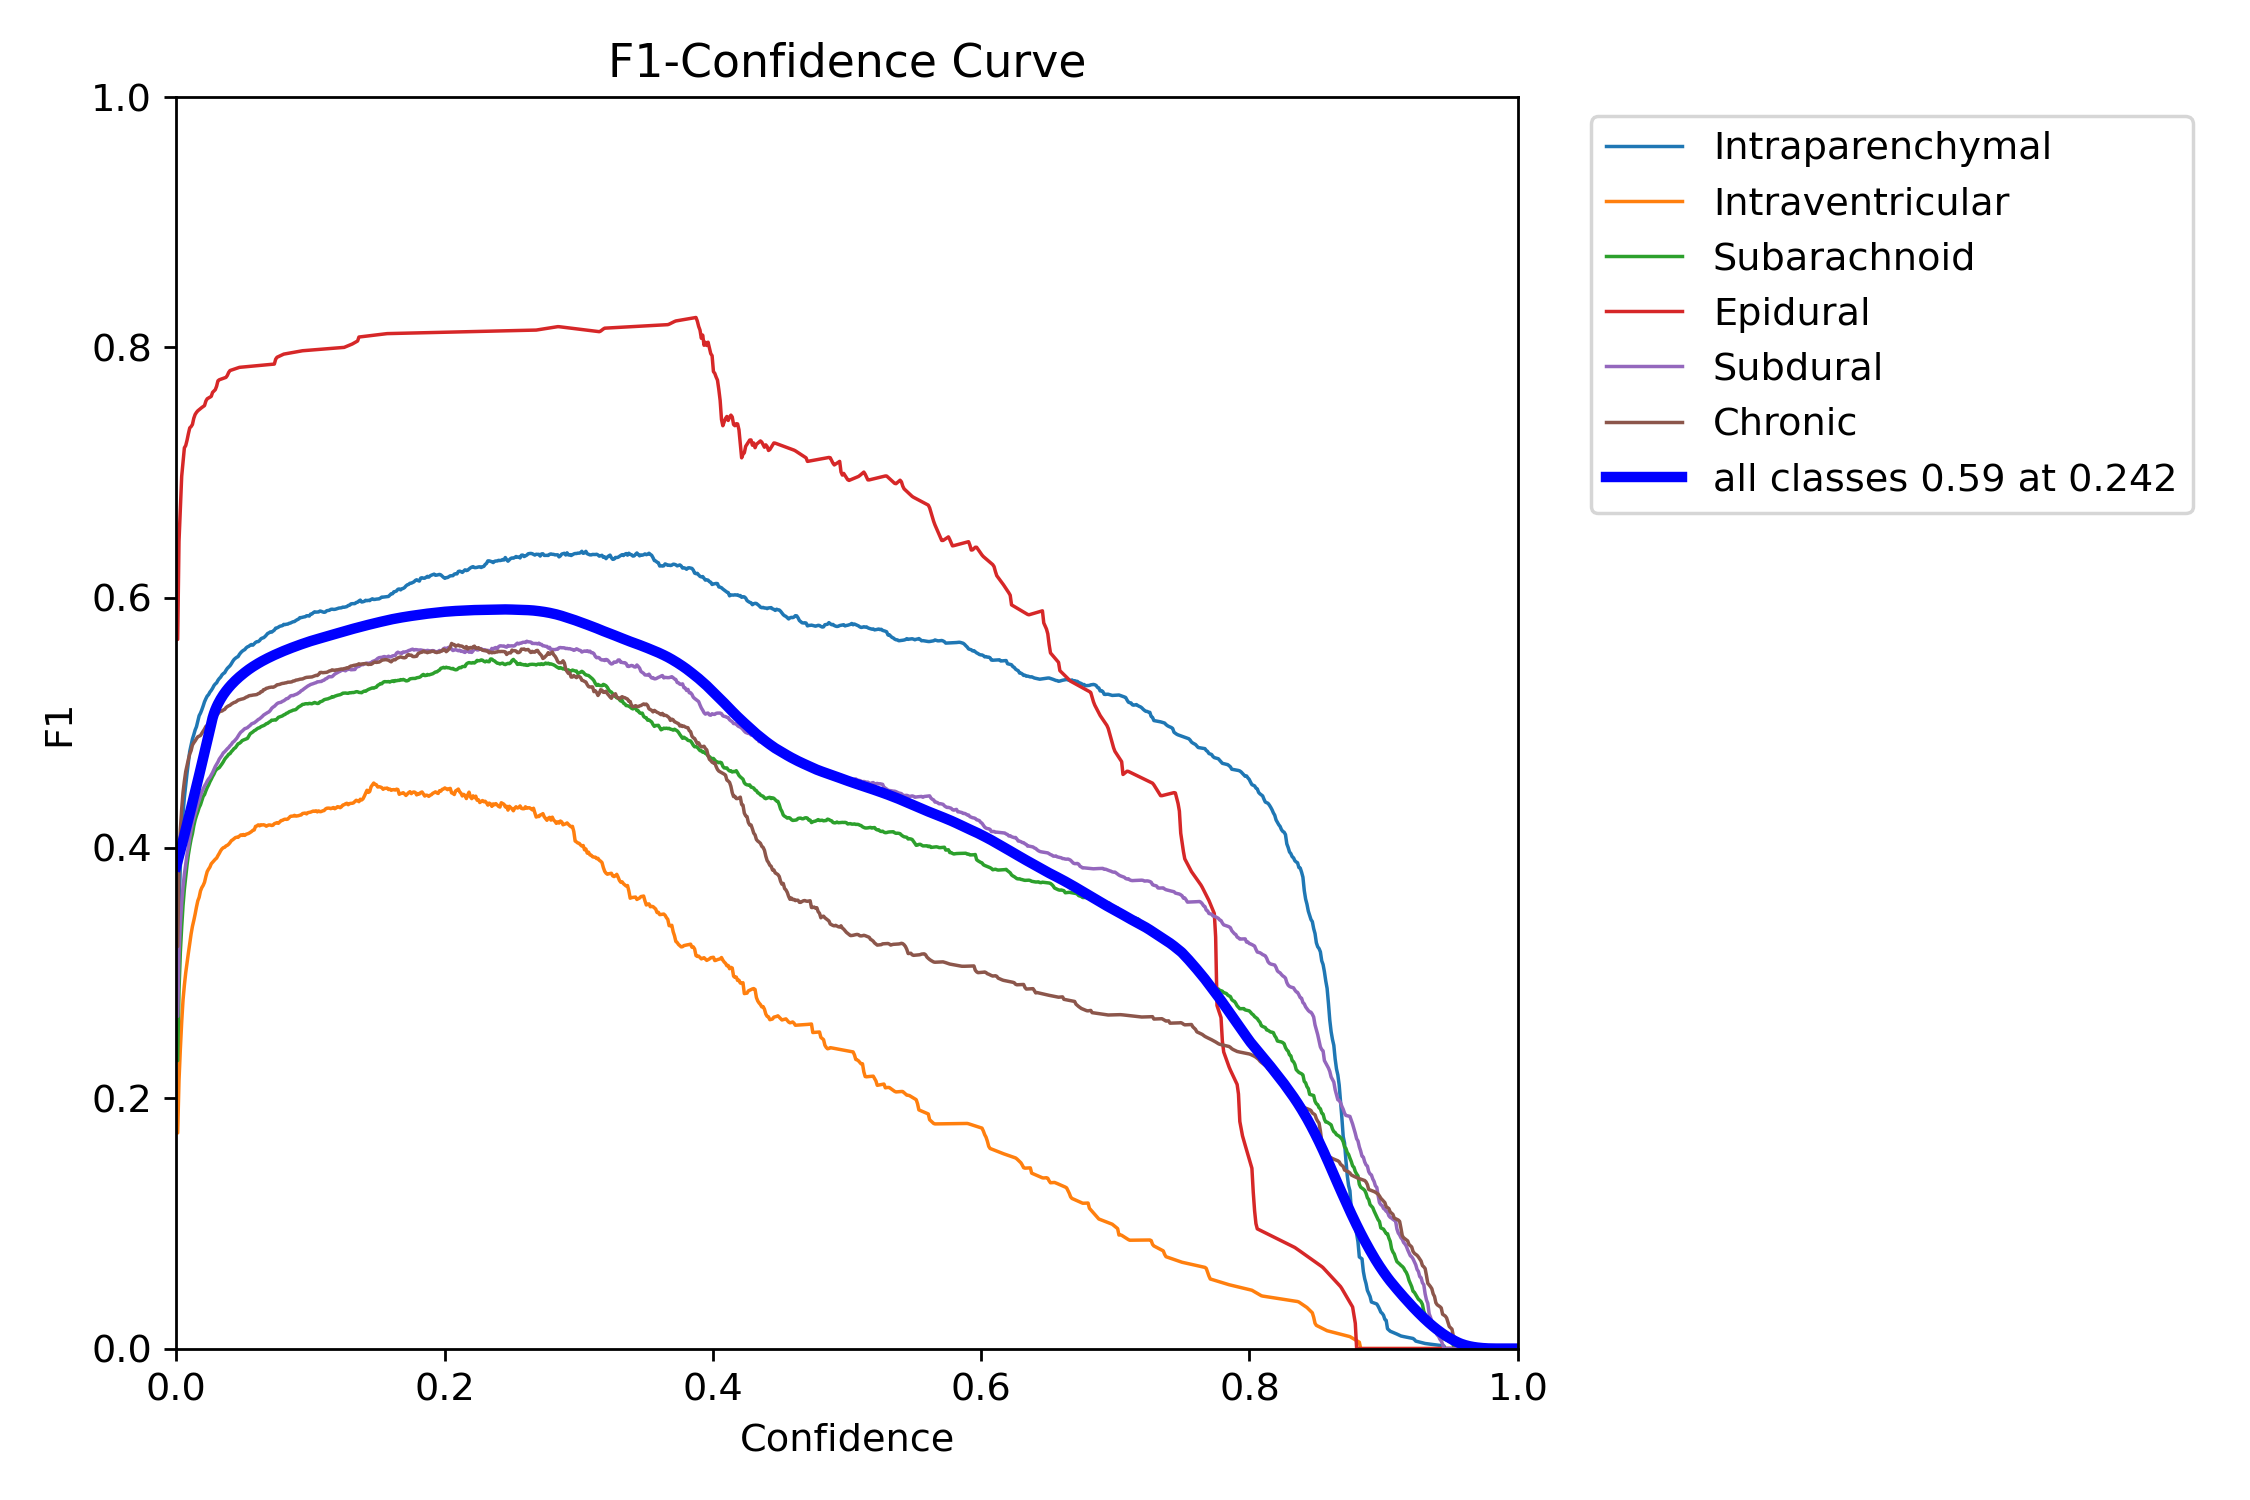 F1-Confidence Curve
1.0
0.8
0.6
0.4
0.2
0.0
F1
0.0 0.2 0.4 0.6 0.8 1.0
Confidence
Intraparenchymal
Intraventricular
Subarachnoid
Epidural
Subdural
Chronic
all classes 0.59 at 0.242